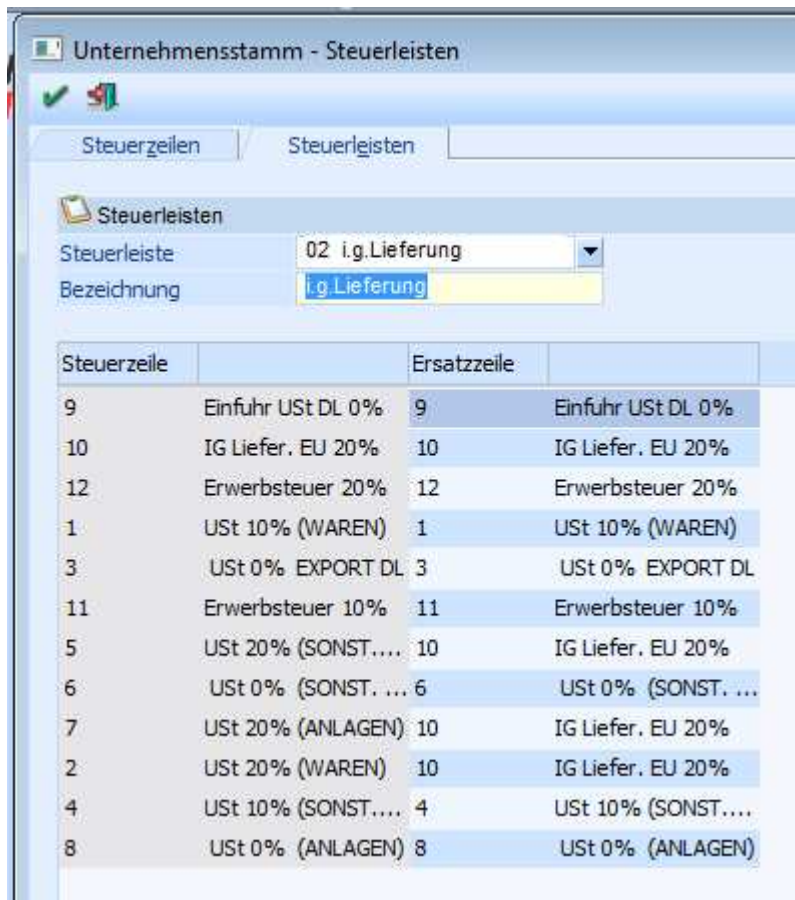 Unternehmensstamm - Steuerleisten
Steuerzeilen Steuerleisten
Steuerleisten
Steuerleiste 02 i.g.Lieferung
Bezeichnung i.g.Lieferung
Steuerzeile Ersatzzeile
9 Einfuhr USt DL 0% 9 Einfuhr USt DL 0%
10 IG Liefer. EU 20% 10 IG Liefer. EU 20%
12 Erwerbsteuer 20% 12 Erwerbsteuer 20%
1 USt 10% (WAREN) 1 USt 10% (WAREN)
3 USt 0% EXPORT DL 3 USt 0% EXPORT DL
11 Erwerbsteuer 10% 11 Erwerbsteuer 10%
5 USt 20% (SONST.... 10 IG Liefer. EU 20%
6 USt 0% (SONST. ... 6 USt 0% (SONST. ...
7 USt 20% (ANLAGEN) 10 IG Liefer. EU 20%
2 USt 20% (WAREN) 10 IG Liefer. EU 20%
4 USt 10% (SONST.... 4 USt 10% (SONST....
8 USt 0% (ANLAGEN) 8 USt 0% (ANLAGEN)